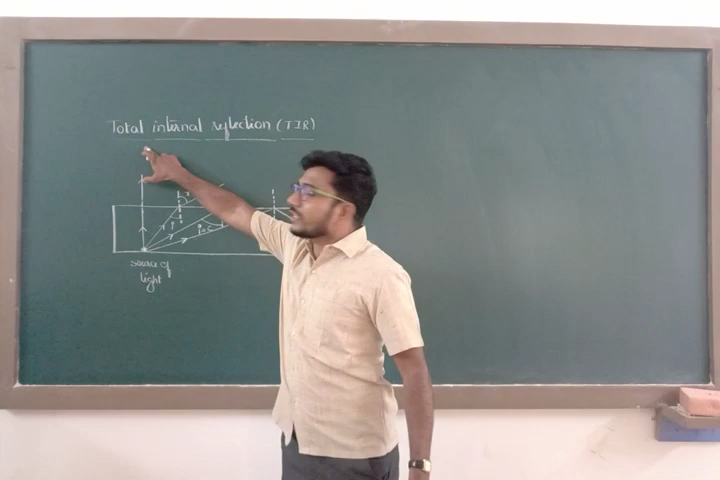 Total internal reflection (TIR)
r
i
i = c
source of
light